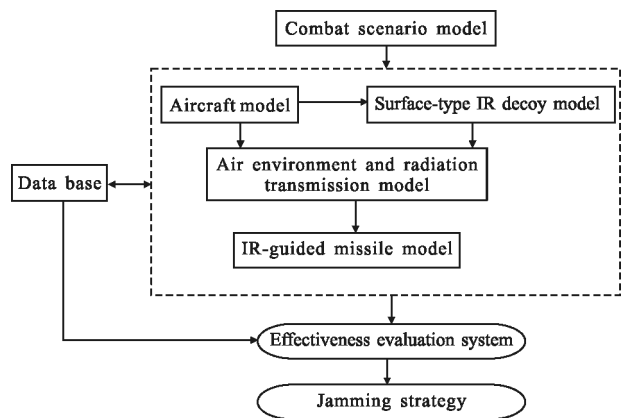 Combat scenario model
Aircraft model
Surface-type IR decoy model
Air environment and radiation
transmission model
Data base
IR-guided missile model
Effectiveness evaluation system
Jamming strategy